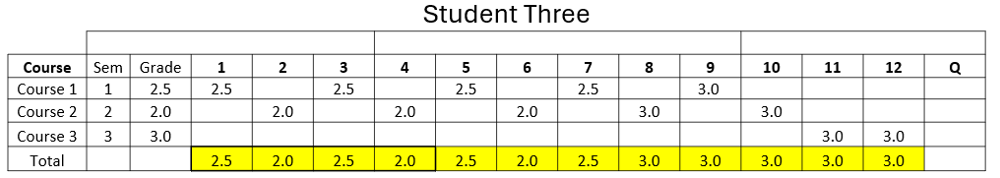 Student Three
Course Sem Grade 1 2 3 4 5 6 7 8 9 10 11 12 Q
Course 1 1 2.5 2.5 2.5 2.5 2.5 3.0
Course 2 2 2.0 2.0 2.0 2.0 3.0 3.0
Course 3 3 3.0 3.0 3.0
Total 2.5 2.0 2.5 2.0 2.5 2.0 2.5 3.0 3.0 3.0 3.0 3.0